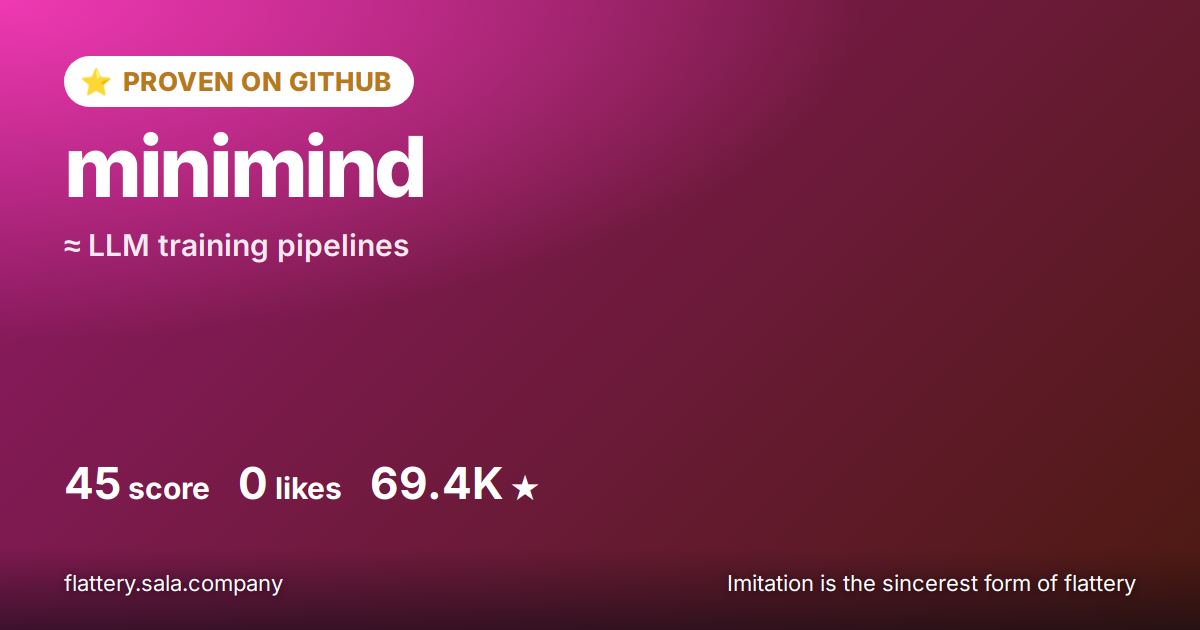 ⭐ PROVEN ON GITHUB
minimind
≈ LLM training pipelines
45 score 0 likes 69.4K ★
flattery.sala.company
Imitation is the sincerest form of flattery